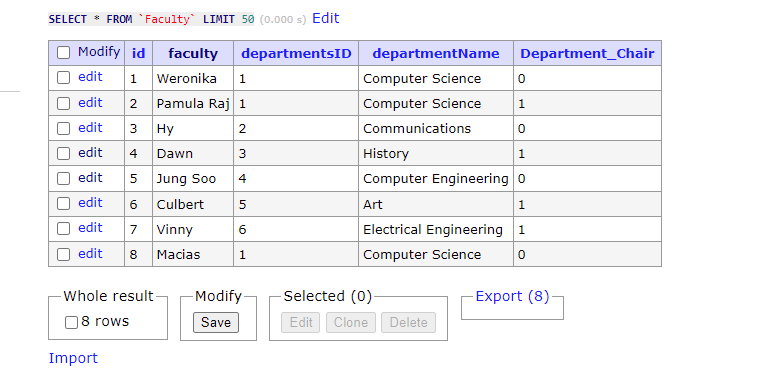 SELECT * FROM `Faculty` LIMIT 50 (0.000 s) Edit
Modify id faculty departmentsID departmentName Department_Chair
edit 1 Weronika 1 Computer Science 0
edit 2 Pamula Raj 1 Computer Science 1
edit 3 Hy 2 Communications 0
edit 4 Dawn 3 History 1
edit 5 Jung Soo 4 Computer Engineering 0
edit 6 Culbert 5 Art 1
edit 7 Vinny 6 Electrical Engineering 1
edit 8 Macias 1 Computer Science 0
Whole result Modify Selected (0) Export (8)
8 rows Save Edit Clone Delete
Import